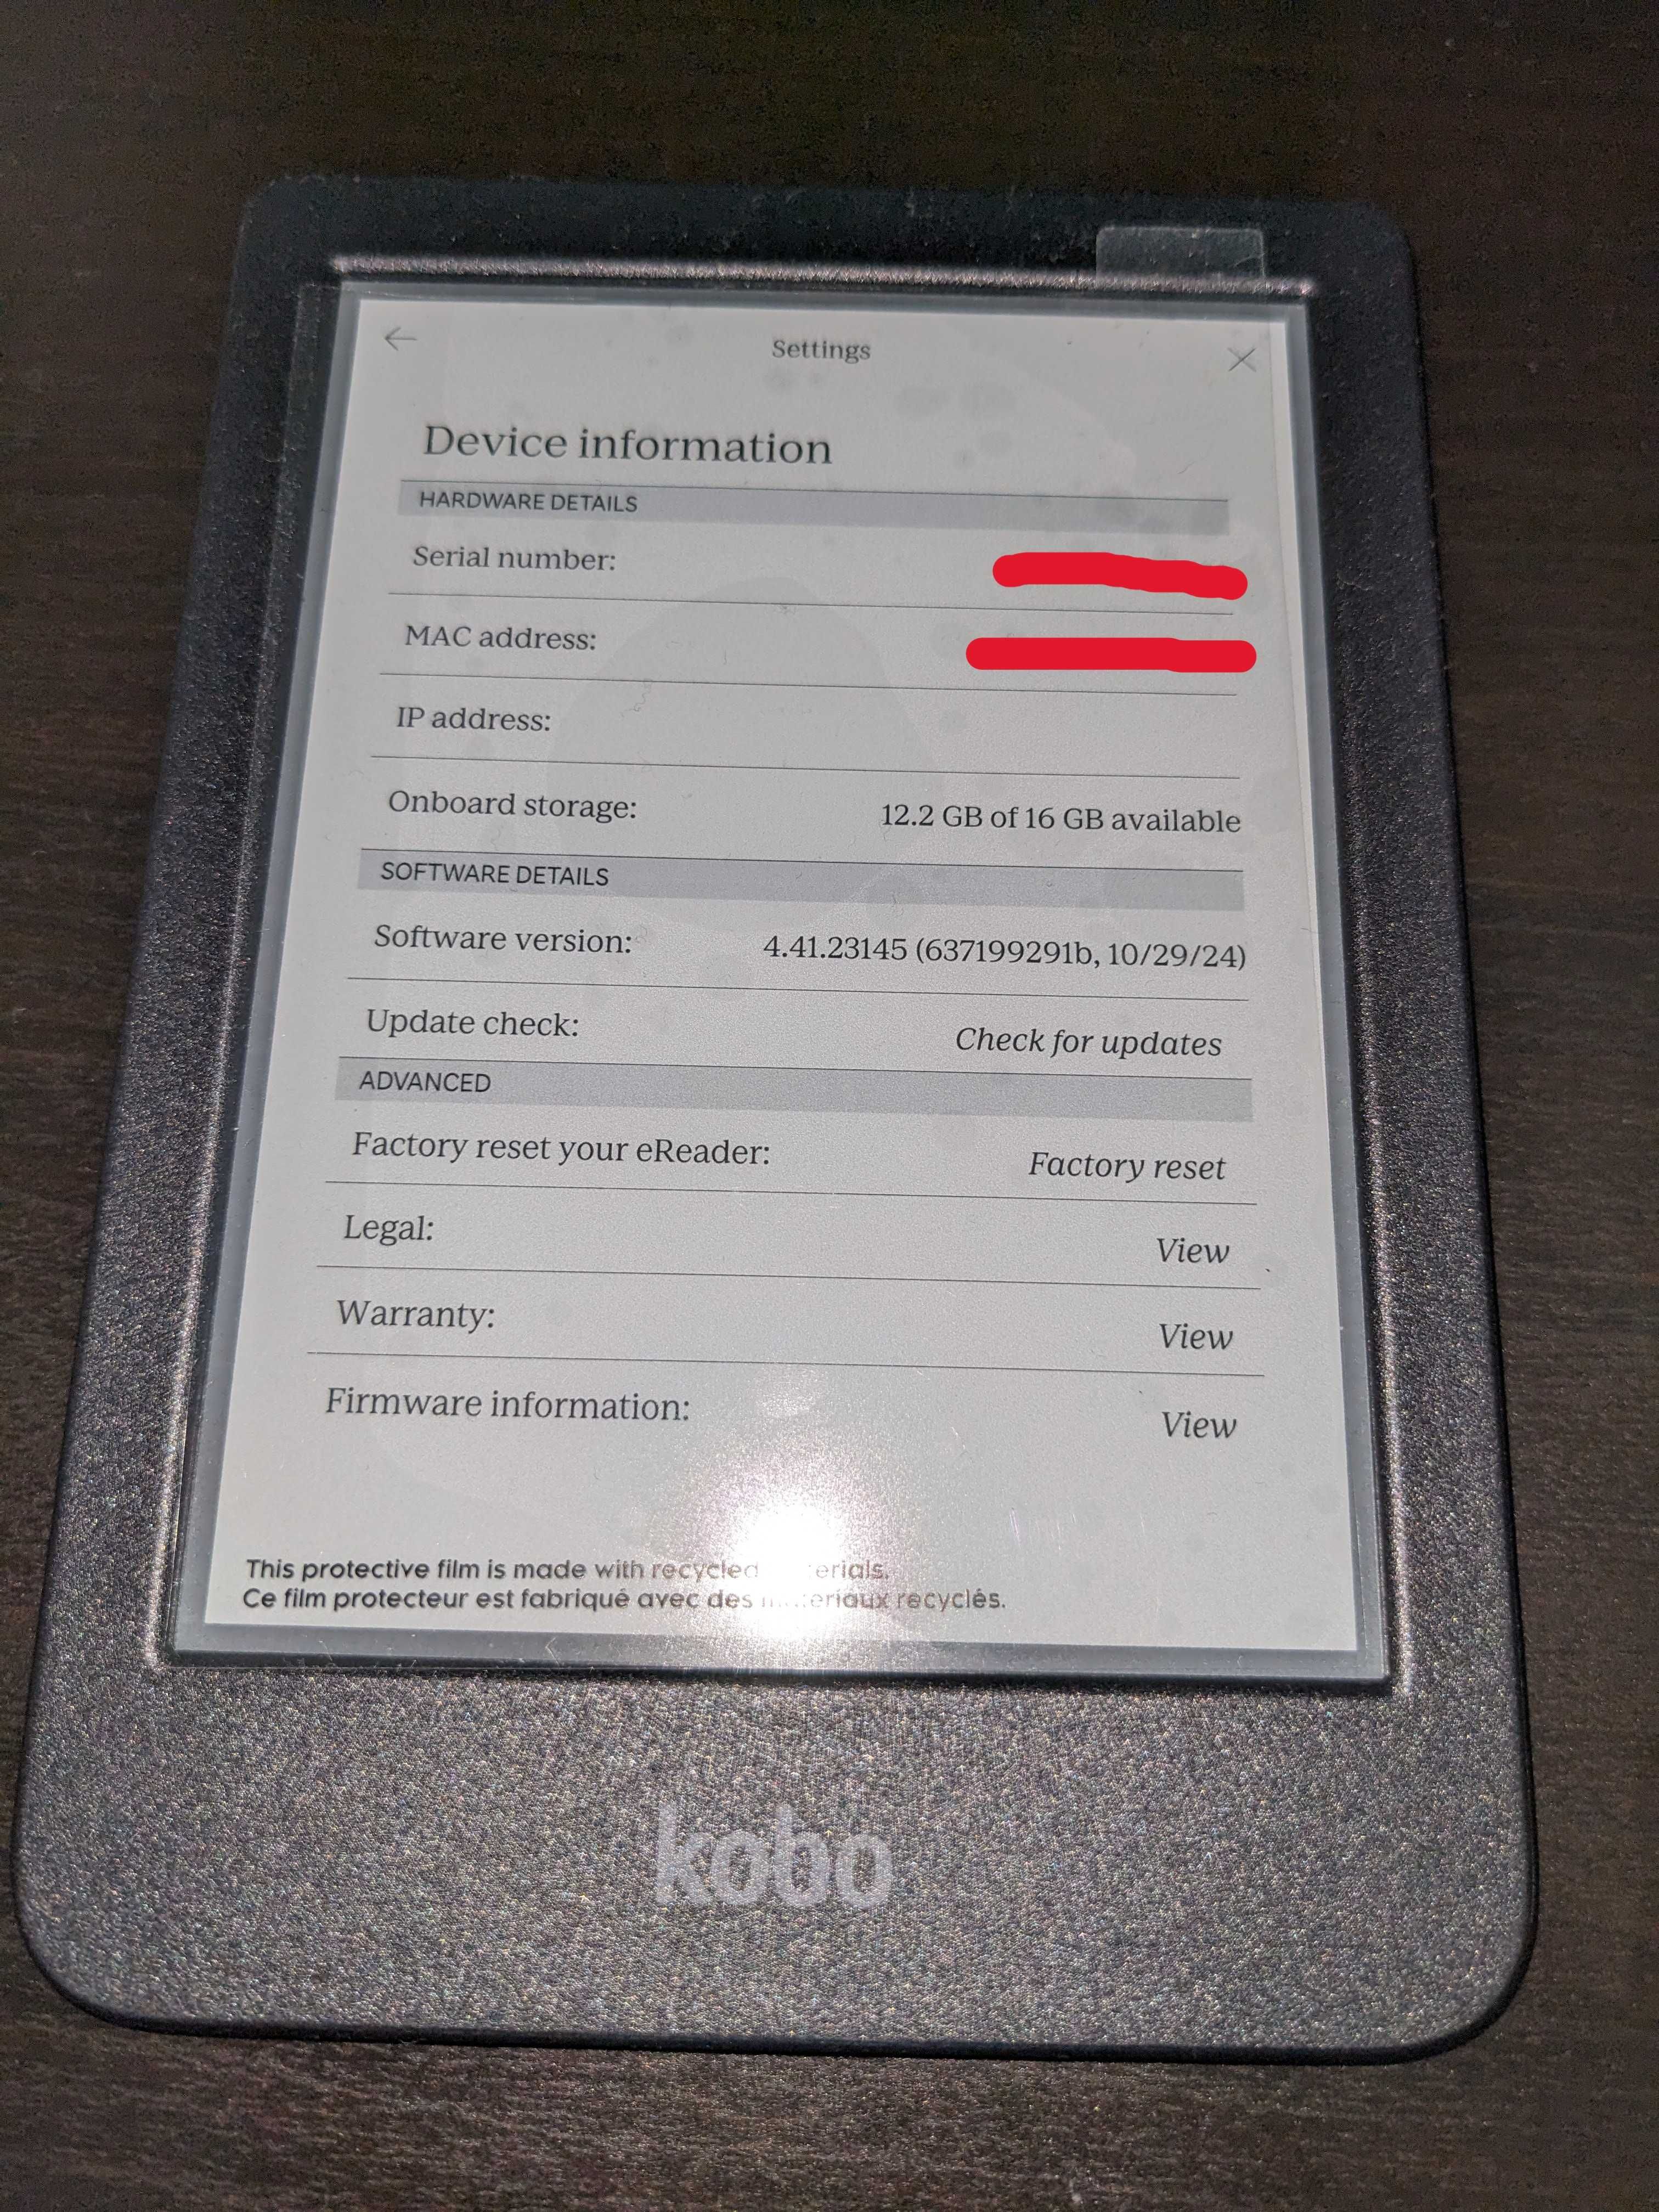 Settings
Device information
HARDWARE DETAILS
Serial number:
MAC address:
IP address:
Onboard storage: 12.2 GB of 16 GB available
SOFTWARE DETAILS
Software version: 4.41.23145 (637199291b, 10/29/24)
Update check: Check for updates
ADVANCED
Factory reset your eReader: Factory reset
Legal: View
Warranty: View
Firmware information: View
This protective film is made with recycled
Ce film protecteur est fabriqué avec des recyclés.
kobo